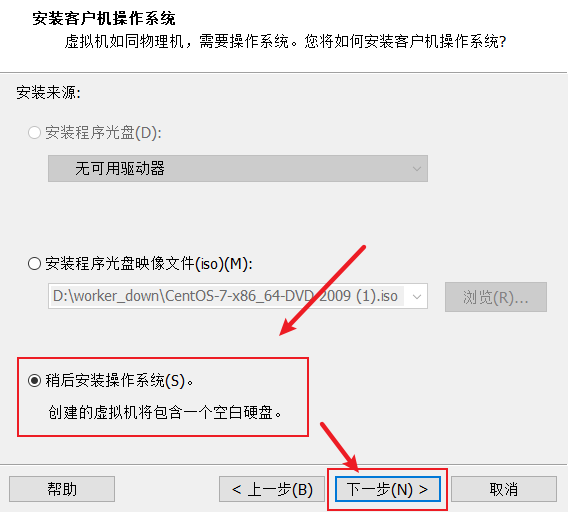 安装客户机操作系统
虚拟机如同物理机，需要操作系统。您将如何安装客户机操作系统?
安装来源:
安装程序光盘(D):
无可用驱动器
安装程序光盘映像文件(iso)(M):
D:\worker_down\CentOS-7-x86_64-DVD-2009 (1).iso
浏览(R)...
稍后安装操作系统(S)。
创建的虚拟机将包含一个空白硬盘。
帮助
< 上一步(B)
下一步(N) >
取消